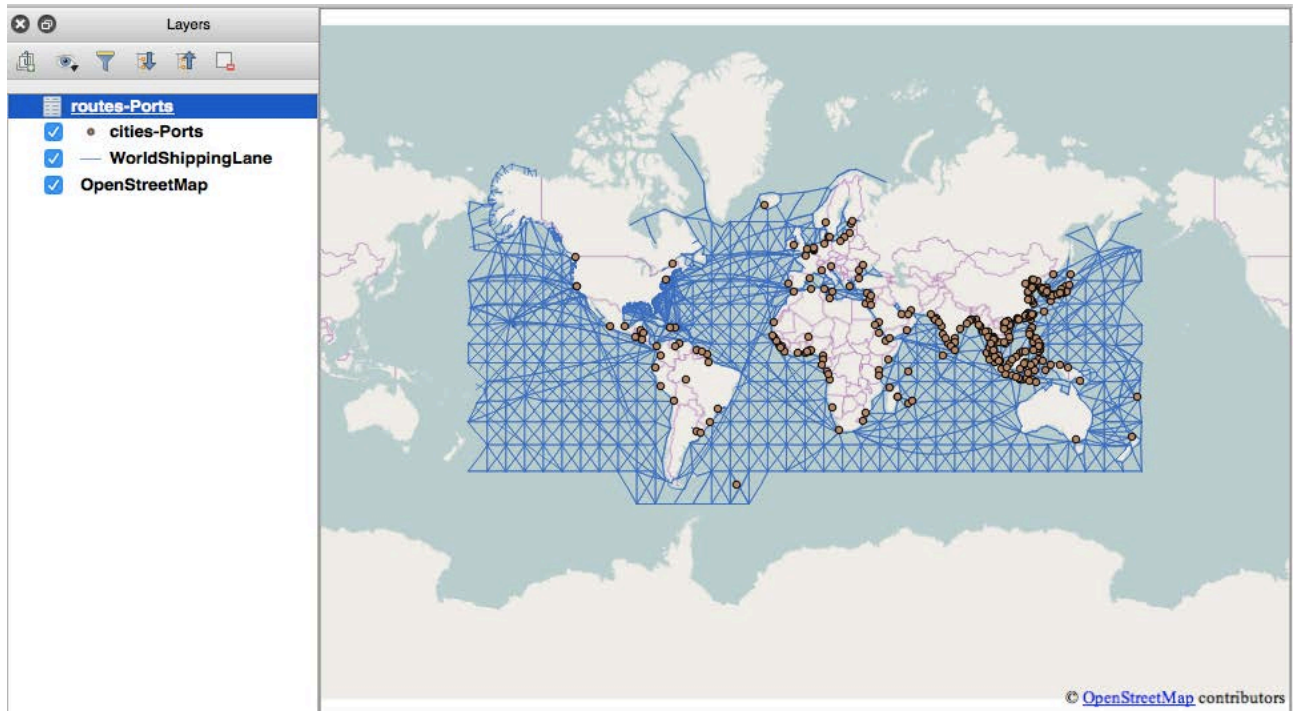 Layers
routes-Ports
cities-Ports
WorldShippingLane
OpenStreetMap
© OpenStreetMap contributors